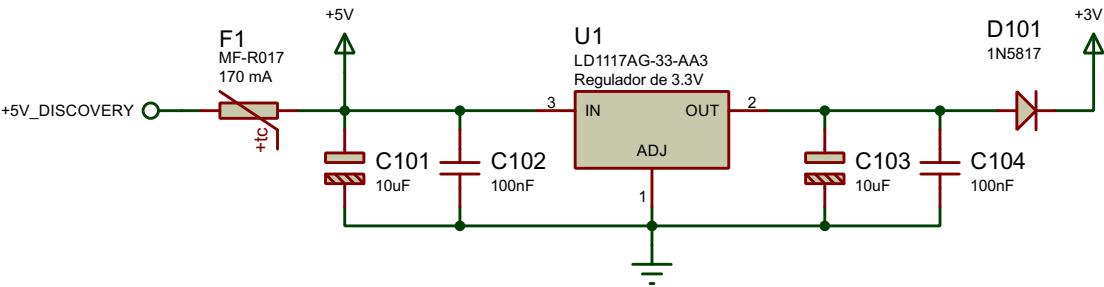 +5V
+3V
F1
MF-R017
170 mA
U1
LD1117AG-33-AA3
Regulador de 3.3V
D101
1N5817
+5V_DISCOVERY
3
IN
OUT
2
+tc
ADJ
C101
10uF
C102
100nF
C103
10uF
C104
100nF
1